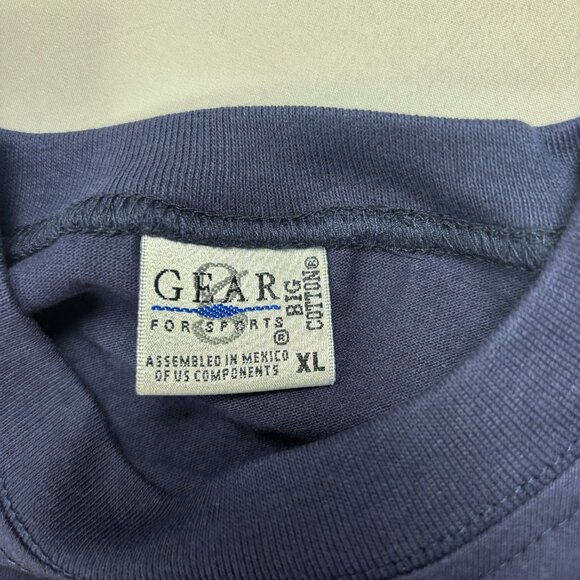 GEAR
FOR SPORTS®
BIG
COTTON®
ASSEMBLED IN MEXICO
OF US COMPONENTS
XL